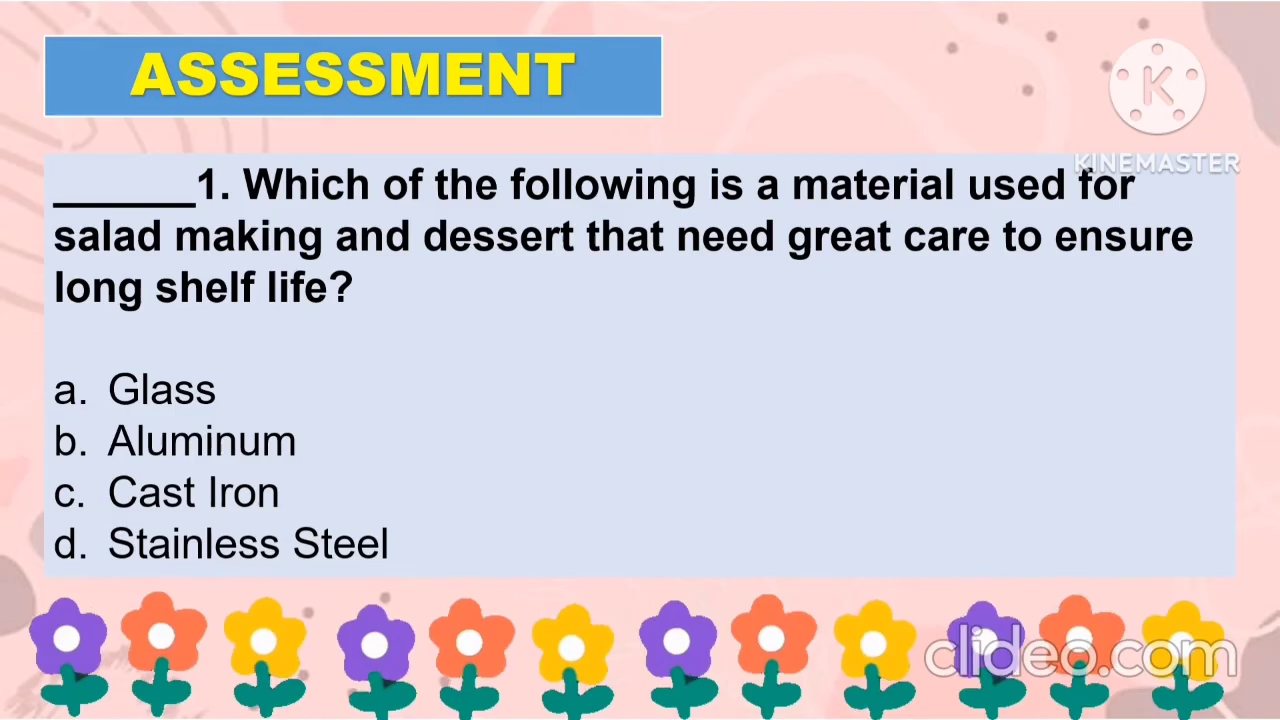 ASSESSMENT
K
KINEMASTER
______1. Which of the following is a material used for
salad making and dessert that need great care to ensure
long shelf life?
a. Glass
b. Aluminum
c. Cast Iron
d. Stainless Steel
clideo.com